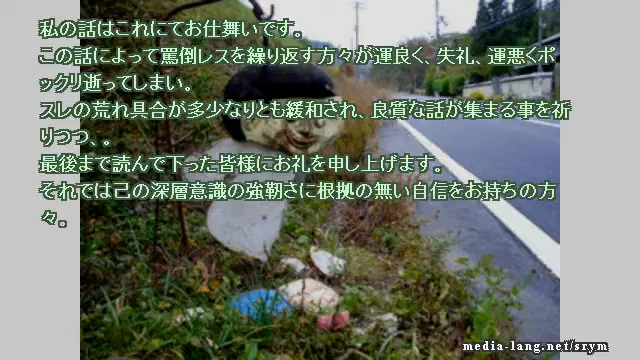 私の話はこれにてお仕舞いです。
この話によって罵倒レスを繰り返す方々が運良く、失礼、運悪くポ
ックリ逝ってしまい。
スレの荒れ具合が多少なりとも緩和され、良質な話が集まる事を祈
りつつ、。
最後まで読んで下った皆様にお礼を申し上げます。
それでは己の深層意識の強靭さに根拠の無い自信をお持ちの方
々。
media-lang.net/srym